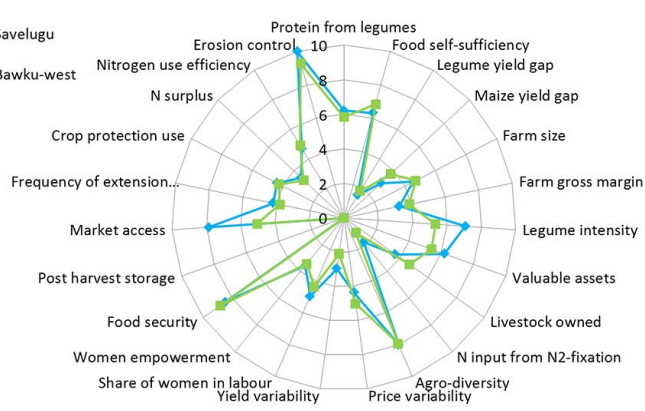 Savelugu
Bawku-west
Protein from legumes
Food self-sufficiency
Legume yield gap
Maize yield gap
Farm size
Farm gross margin
Legume intensity
Valuable assets
Livestock owned
N input from N2-fixation
Agro-diversity
Price variability
Yield variability
Share of women in labour
Women empowerment
Food security
Post harvest storage
Market access
Frequency of extension...
Crop protection use
N surplus
Nitrogen use efficiency
Erosion control
10
8
6
4
2
0